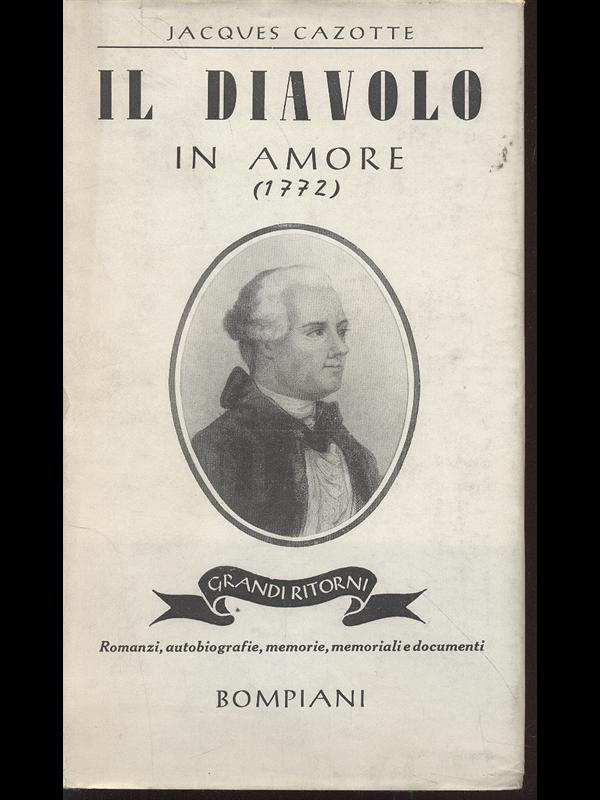 JACQUES CAZOTTE
IL DIAVOLO
IN AMORE
(1772)
GRANDI RITORNI
Romanzi, autobiografie, memorie, memoriali e documenti
BOMPIANI